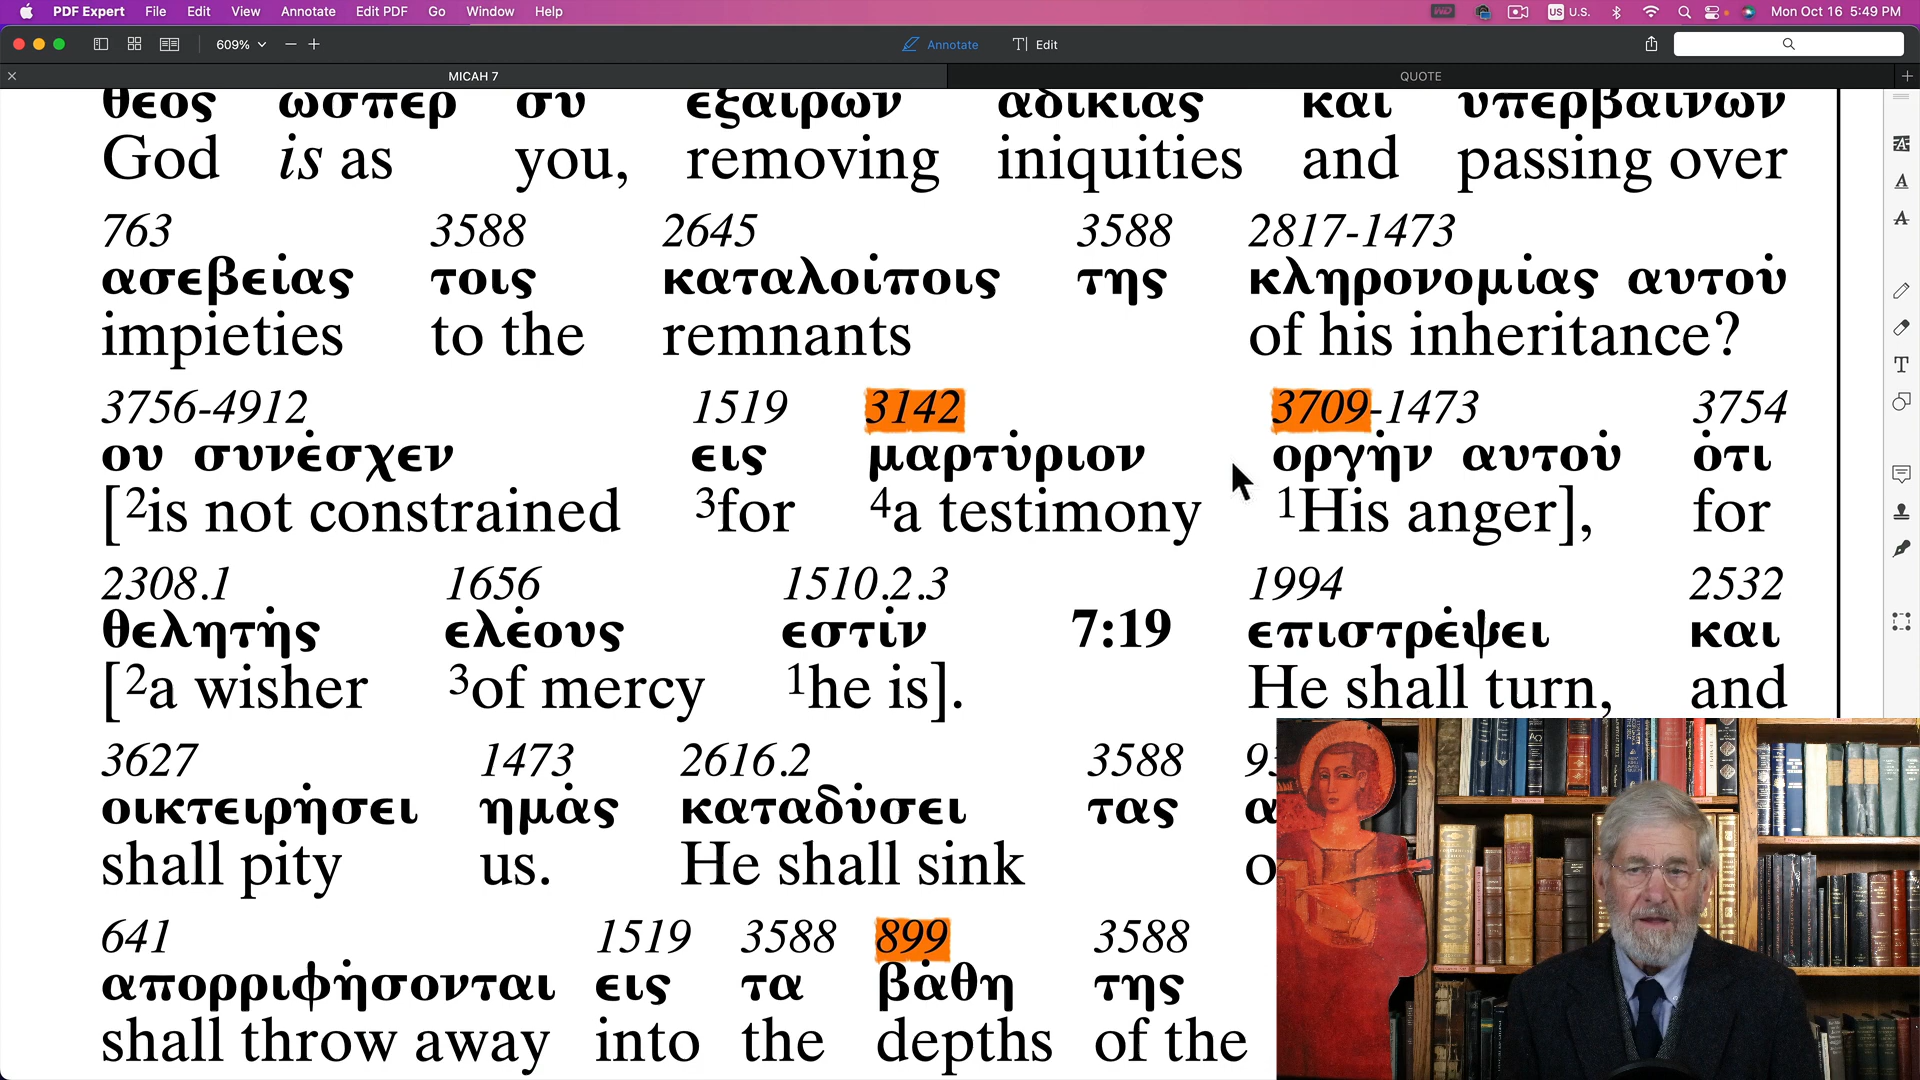 PDF Expert File Edit View Annotate Edit PDF Go Window Help U.S. Mon Oct 16 5:49 PM
609% Annotate Edit
MICAH 7 QUOTE
θεος ωσπερ συ εξαιρων αδικιας και υπερβαινων
God is as you, removing iniquities and passing over
763 3588 2645 3588 2817-1473
ασεβείας τοις καταλοίποις της κληρονομίας αυτού
impieties to the remnants of his inheritance?
3756-4912 1519 3142 3709-1473 3754
ου συνέσχεν εις μαρτύριον οργήν αυτού ότι
[2is not constrained 3for 4a testimony 1His anger], for
2308.1 1656 1510.2.3 1994 2532
θελητής ελέους εστίν 7:19 επιστρέψει και
[2a wisher 3of mercy 1he is]. He shall turn, and
3627 1473 2616.2 3588
οικτειρήσει ημάς καταδύσει τας
shall pity us. He shall sink
641 1519 3588 899 3588
απορριφήσονται εις τα βάθη της
shall throw away into the depths of the